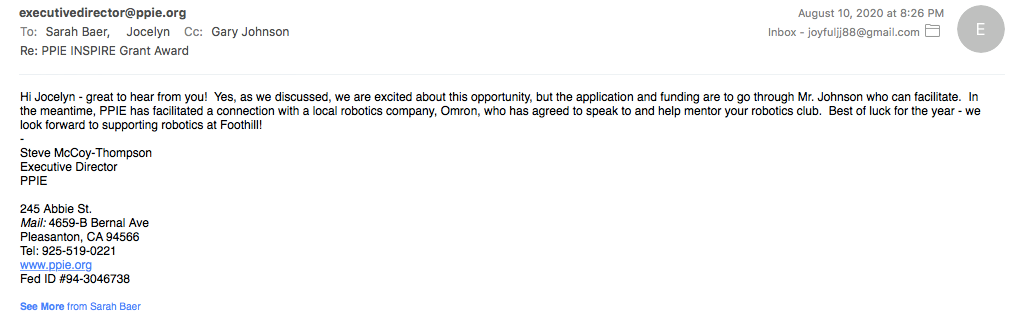 executivedirector@ppie.org
August 10, 2020 at 8:26 PM
To: Sarah Baer, Jocelyn Cc: Gary Johnson
Inbox - joyfuljj88@gmail.com
E
Re: PPIE INSPIRE Grant Award
Hi Jocelyn - great to hear from you! Yes, as we discussed, we are excited about this opportunity, but the application and funding are to go through Mr. Johnson who can facilitate. In
the meantime, PPIE has facilitated a connection with a local robotics company, Omron, who has agreed to speak to and help mentor your robotics club. Best of luck for the year - we
look forward to supporting robotics at Foothill!
-
Steve McCoy-Thompson
Executive Director
PPIE
245 Abbie St.
Mail: 4659-B Bernal Ave
Pleasanton, CA 94566
Tel: 925-519-0221
www.ppie.org
Fed ID #94-3046738
See More from Sarah Baer